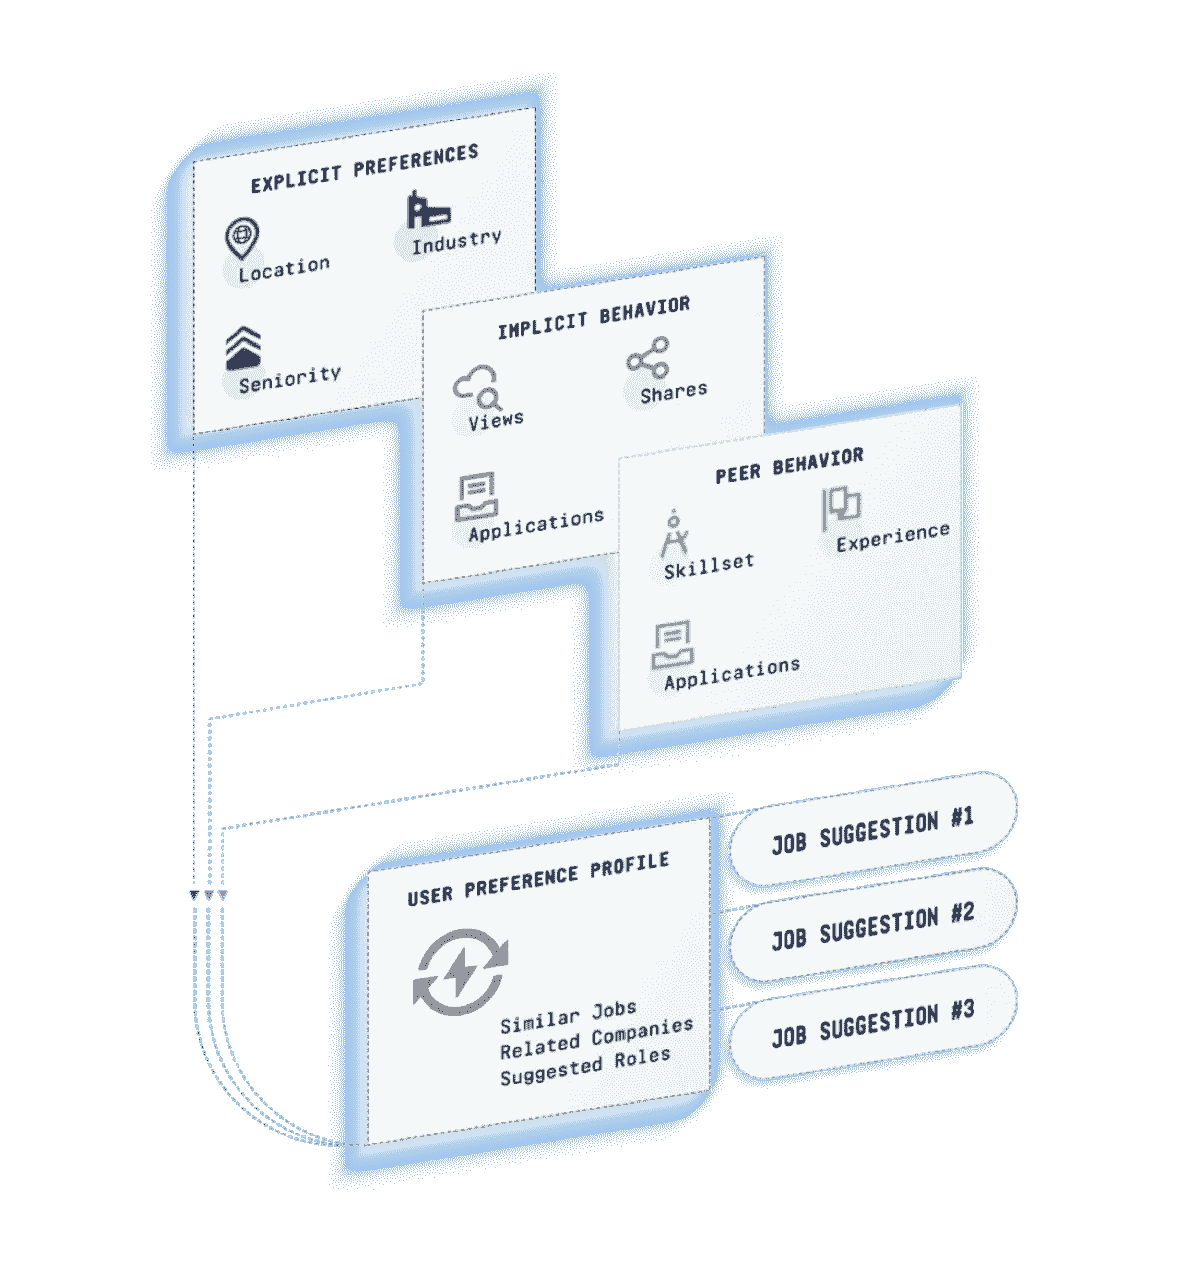 EXPLICIT PREFERENCES
Location
Industry
Seniority
IMPLICIT BEHAVIOR
Views
Shares
Applications
PEER BEHAVIOR
Skillset
Experience
Applications
USER PREFERENCE PROFILE
Similar Jobs
Related Companies
Suggested Roles
JOB SUGGESTION #1
JOB SUGGESTION #2
JOB SUGGESTION #3